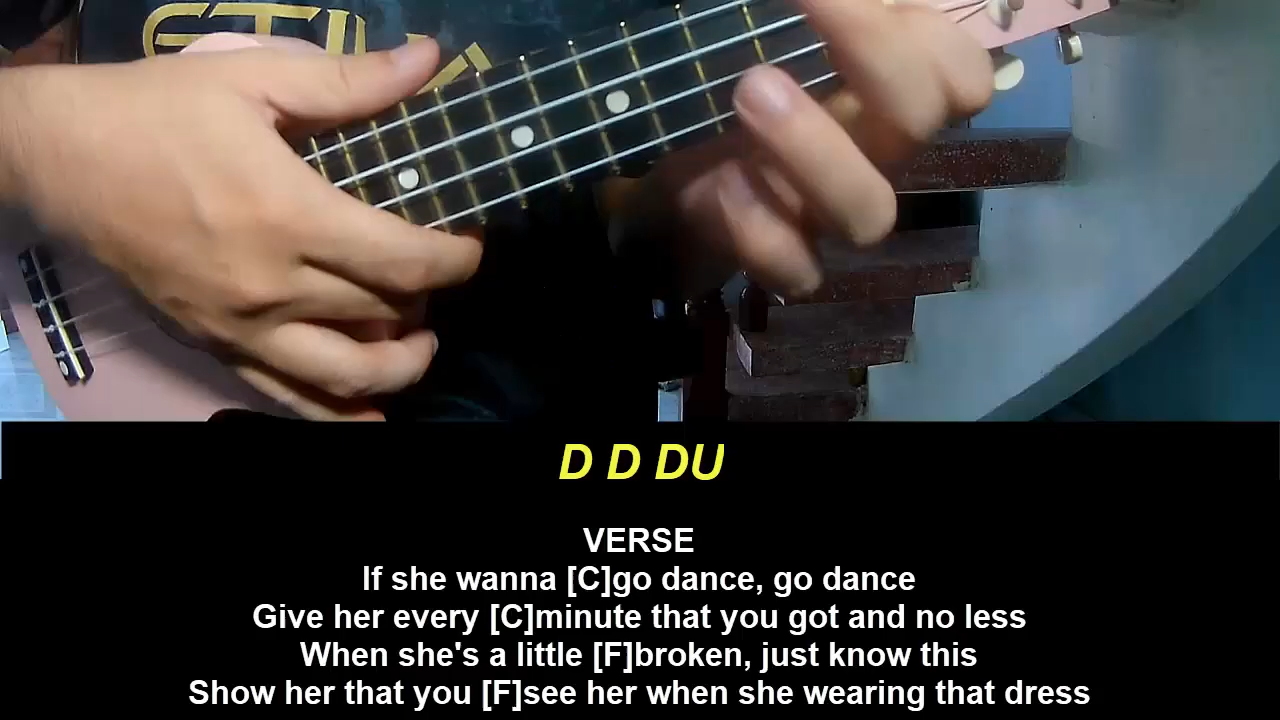 D D DU
VERSE
If she wanna [C]go dance, go dance
Give her every [C]minute that you got and no less
When she's a little [F]broken, just know this
Show her that you [F]see her when she wearing that dress